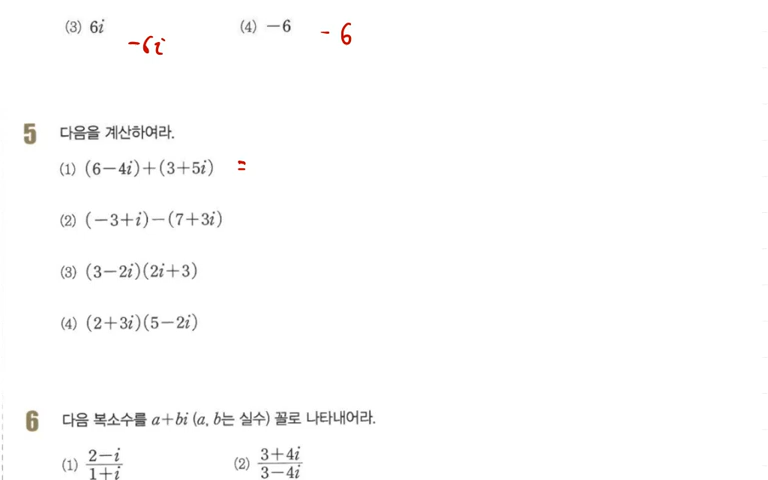 (3) 6i -6i (4) -6 -6
5 다음을 계산하여라.
(1) (6-4i)+(3+5i) =
(2) (-3+i)-(7+3i)
(3) (3-2i)(2i+3)
(4) (2+3i)(5-2i)
6 다음 복소수를 a+bi (a, b는 실수) 꼴로 나타내어라.
(1) \frac{2-i}{1+i} (2) \frac{3+4i}{3-4i}